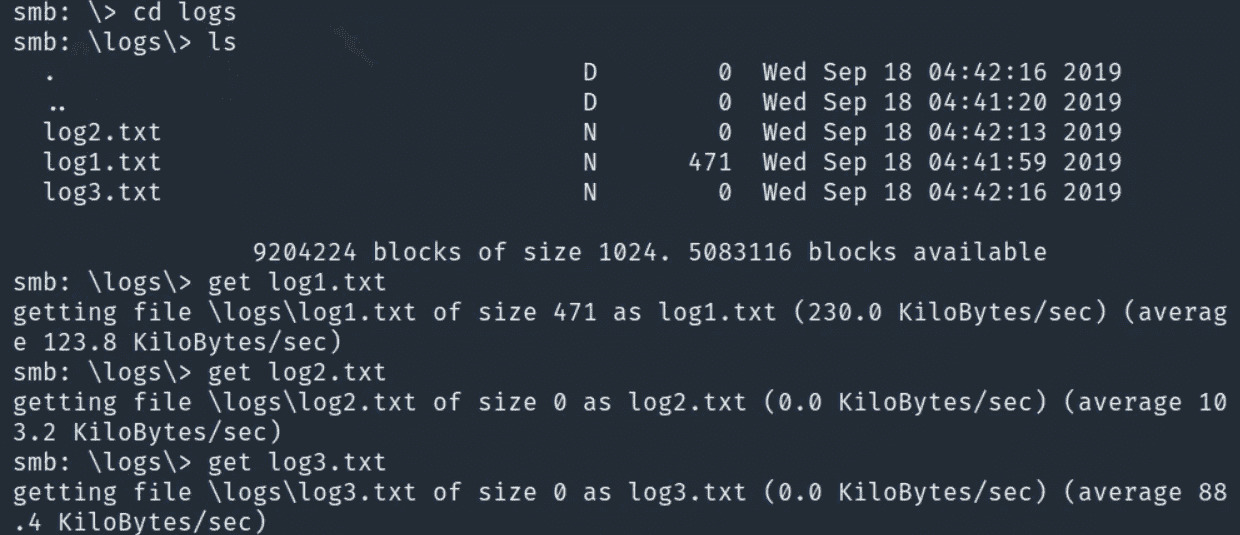 smb: \> cd logs
smb: \logs\> ls
. D 0 Wed Sep 18 04:42:16 2019
.. D 0 Wed Sep 18 04:41:20 2019
log2.txt N 0 Wed Sep 18 04:42:13 2019
log1.txt N 471 Wed Sep 18 04:41:59 2019
log3.txt N 0 Wed Sep 18 04:42:16 2019
9204224 blocks of size 1024. 5083116 blocks available
smb: \logs\> get log1.txt
getting file \logs\log1.txt of size 471 as log1.txt (230.0 KiloBytes/sec) (averag
e 123.8 KiloBytes/sec)
smb: \logs\> get log2.txt
getting file \logs\log2.txt of size 0 as log2.txt (0.0 KiloBytes/sec) (average 10
3.2 KiloBytes/sec)
smb: \logs\> get log3.txt
getting file \logs\log3.txt of size 0 as log3.txt (0.0 KiloBytes/sec) (average 88
.4 KiloBytes/sec)